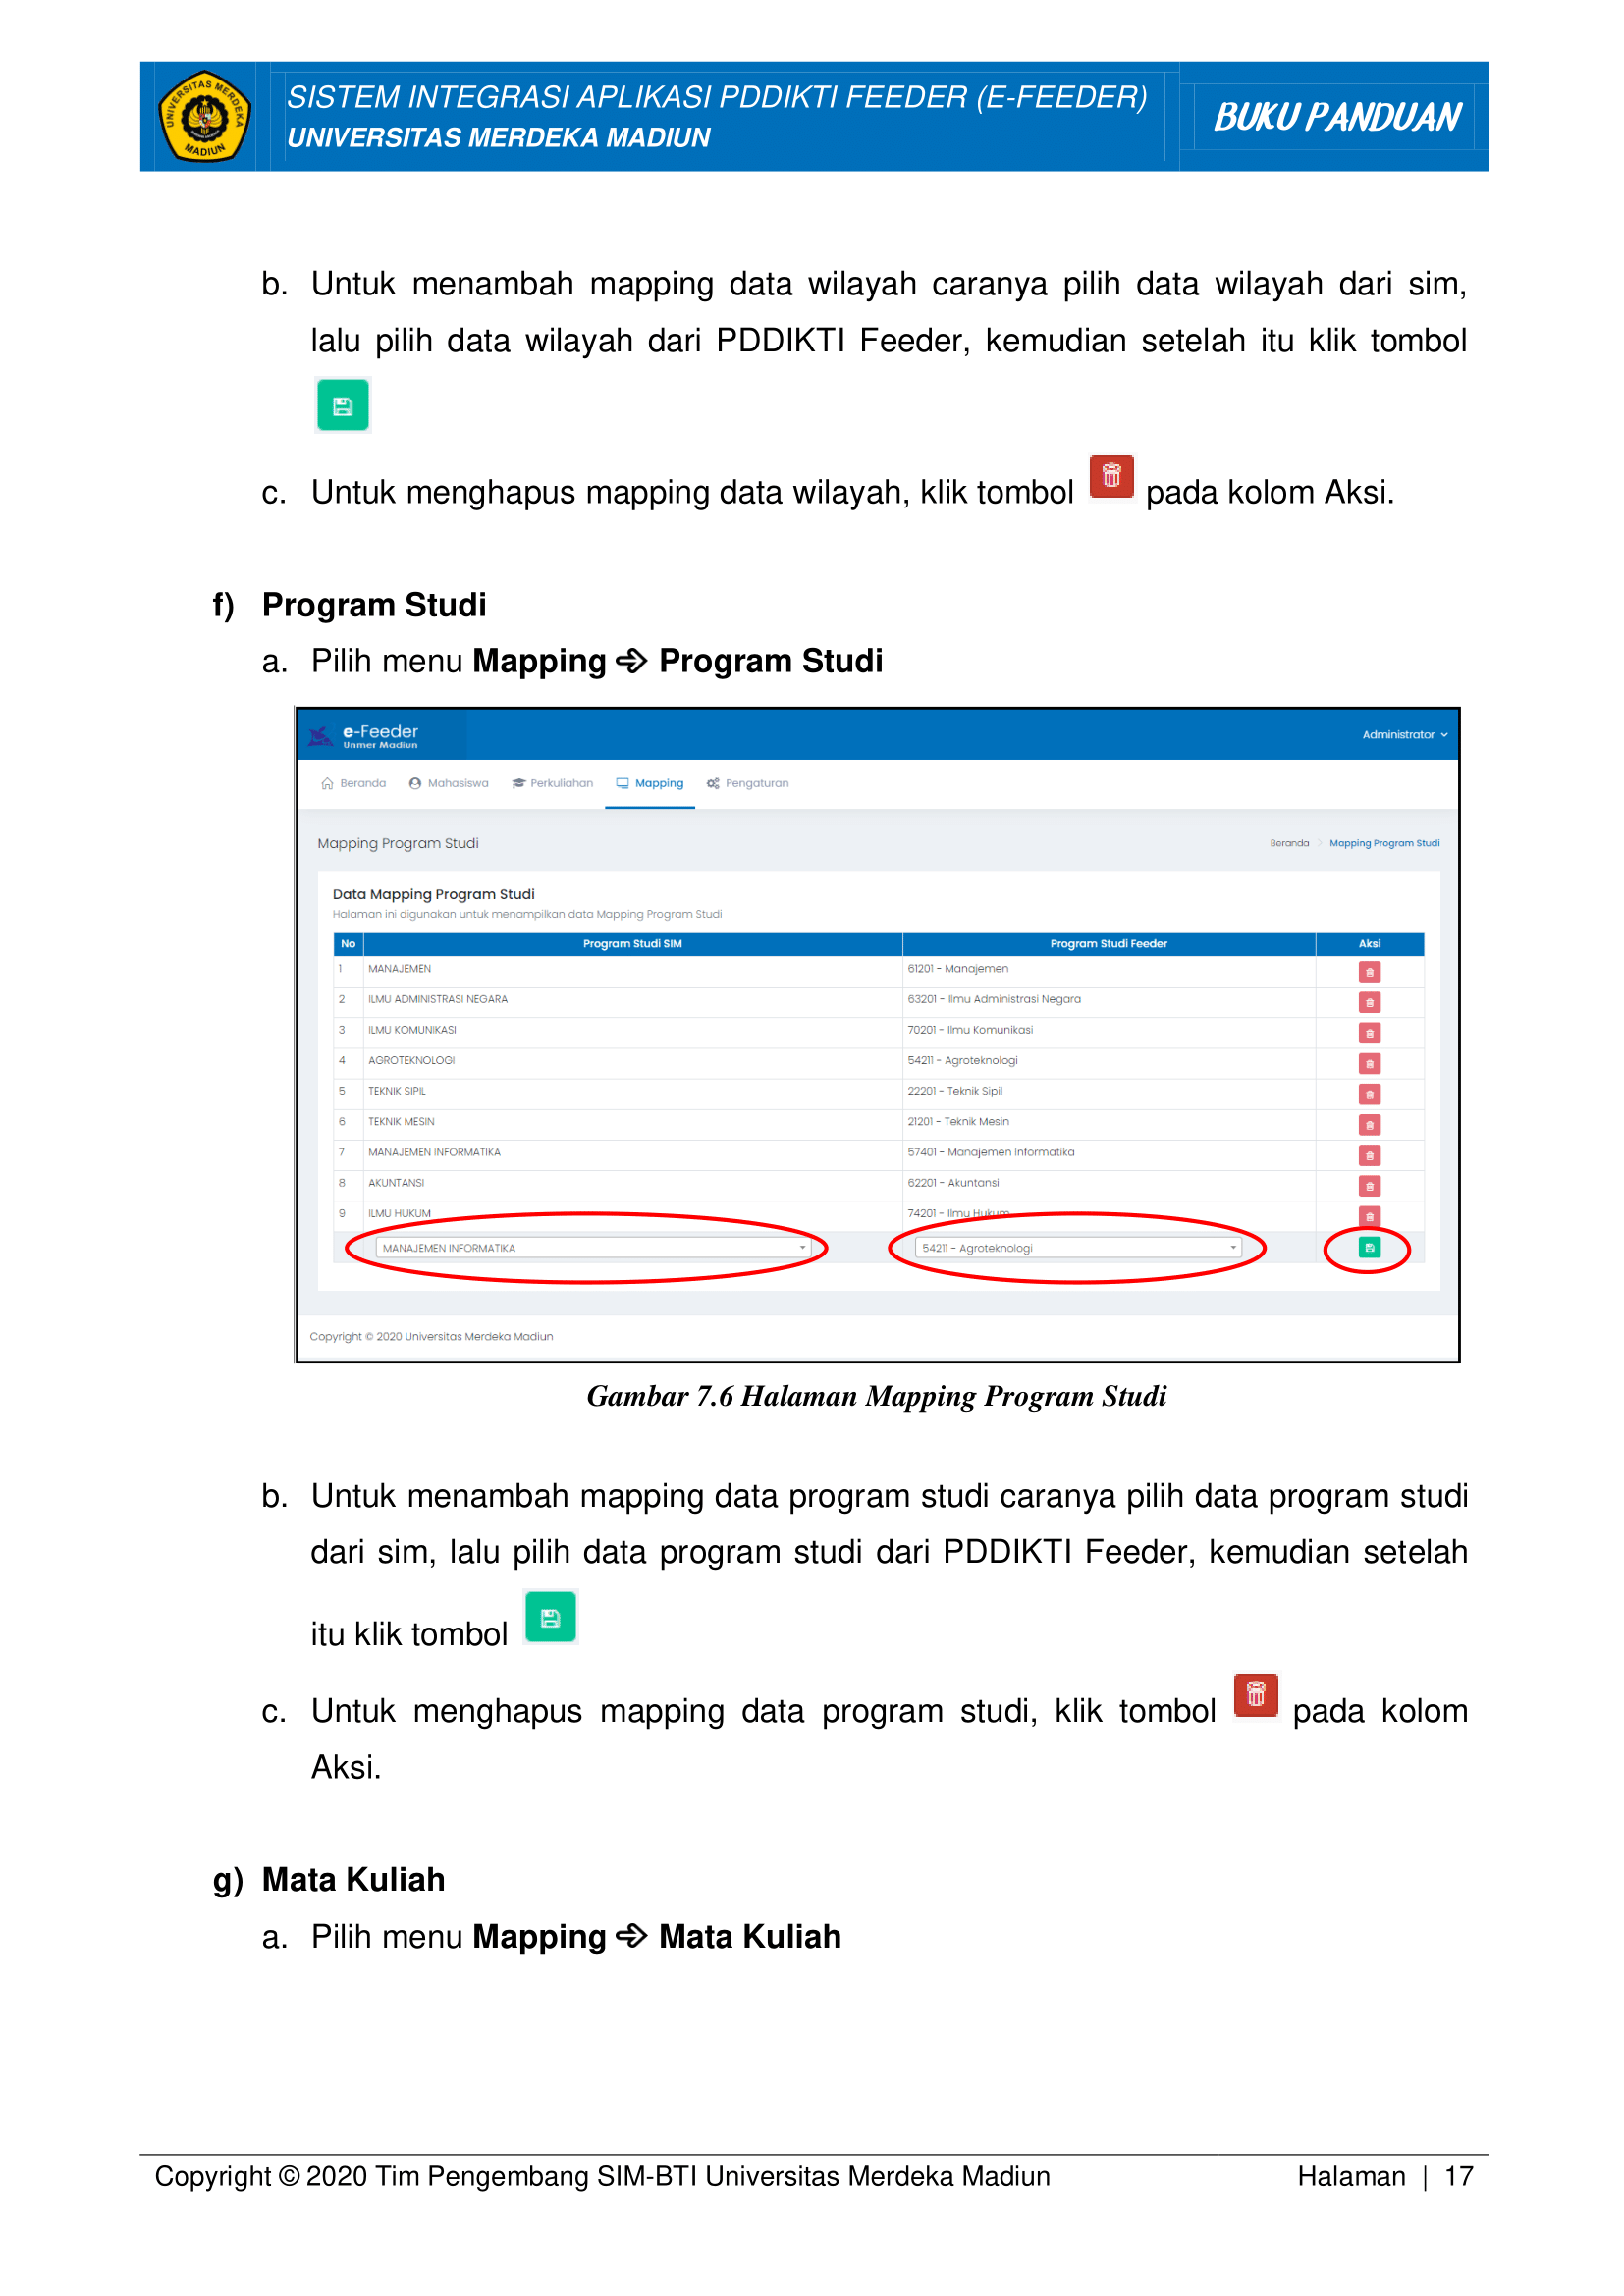 UNIVERSITAS MERDEKA
MADIUN
SISTEM INTEGRASI APLIKASI PDDIKTI FEEDER (E-FEEDER)
UNIVERSITAS MERDEKA MADIUN
BUKU PANDUAN
b. Untuk menambah mapping data wilayah caranya pilih data wilayah dari sim,
lalu pilih data wilayah dari PDDIKTI Feeder, kemudian setelah itu klik tombol
c. Untuk menghapus mapping data wilayah, klik tombol pada kolom Aksi.
f) Program Studi
a. Pilih menu Mapping ➩ Program Studi
e-Feeder
Unmer Madiun
Administrator
Beranda Mahasiswa Perkuliahan Mapping Pengaturan
Mapping Program Studi
Beranda > Mapping Program Studi
Data Mapping Program Studi
Halaman ini digunakan untuk menampilkan data Mapping Program Studi
No Program Studi SIM Program Studi Feeder Aksi
1 MANAJEMEN 61201 - Manajemen
2 ILMU ADMINISTRASI NEGARA 63201 - Ilmu Administrasi Negara
3 ILMU KOMUNIKASI 70201 - Ilmu Komunikasi
4 AGROTEKNOLOGI 54211 - Agroteknologi
5 TEKNIK SIPIL 22201 - Teknik Sipil
6 TEKNIK MESIN 21201 - Teknik Mesin
7 MANAJEMEN INFORMATIKA 57401 - Manajemen Informatika
8 AKUNTANSI 62201 - Akuntansi
9 ILMU HUKUM 74201 - Ilmu Hukum
MANAJEMEN INFORMATIKA 54211 - Agroteknologi
Copyright © 2020 Universitas Merdeka Madiun
Gambar 7.6 Halaman Mapping Program Studi
b. Untuk menambah mapping data program studi caranya pilih data program studi
dari sim, lalu pilih data program studi dari PDDIKTI Feeder, kemudian setelah
itu klik tombol
c. Untuk menghapus mapping data program studi, klik tombol pada kolom
Aksi.
g) Mata Kuliah
a. Pilih menu Mapping ➩ Mata Kuliah
Copyright © 2020 Tim Pengembang SIM-BTI Universitas Merdeka Madiun
Halaman | 17